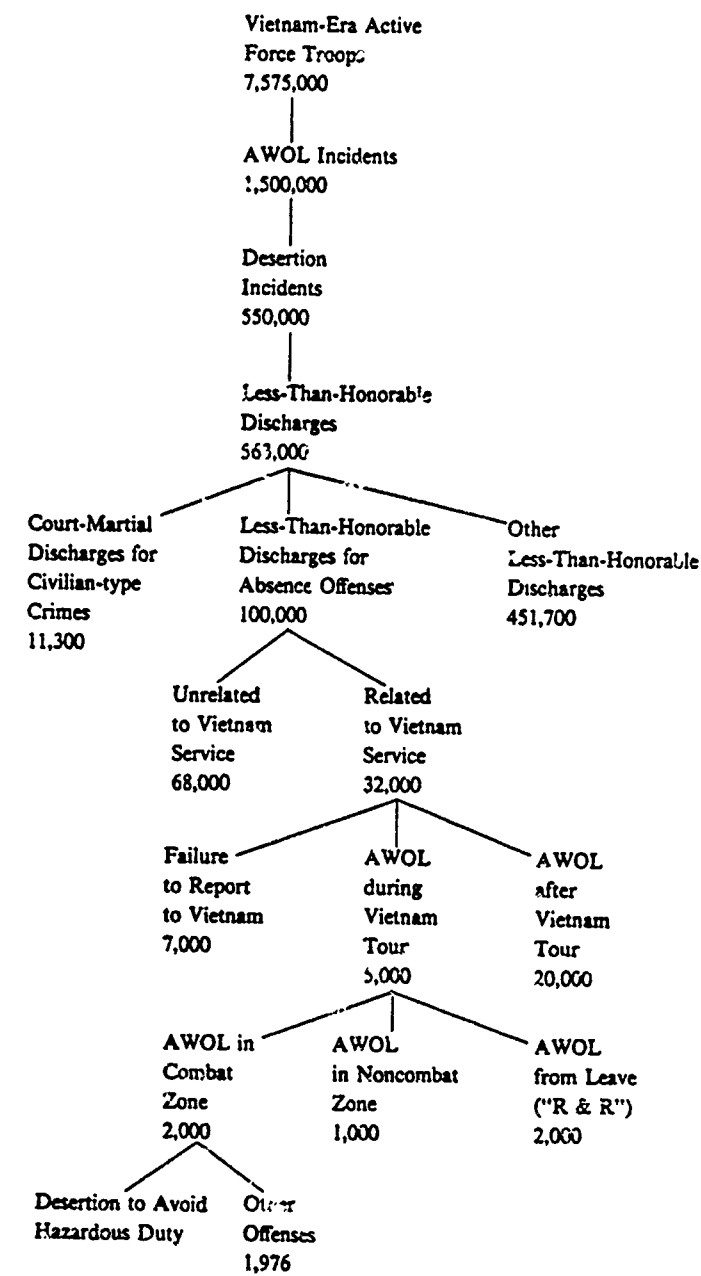 Vietnam-Era Active
Force Troops
7,575,000
AWOL Incidents
1,500,000
Desertion
Incidents
550,000
Less-Than-Honorable
Discharges
563,000
Court-Martial
Discharges for
Civilian-type
Crimes
11,300
Less-Than-Honorable
Discharges for
Absence Offenses
100,000
Other
Less-Than-Honorable
Discharges
451,700
Unrelated
to Vietnam
Service
68,000
Related
to Vietnam
Service
32,000
Failure
to Report
to Vietnam
7,000
AWOL
during
Vietnam
Tour
5,000
AWOL
after
Vietnam
Tour
20,000
AWOL in
Combat
Zone
2,000
AWOL
in Noncombat
Zone
1,000
AWOL
from Leave
("R & R")
2,000
Desertion to Avoid
Hazardous Duty
Other
Offenses
1,976